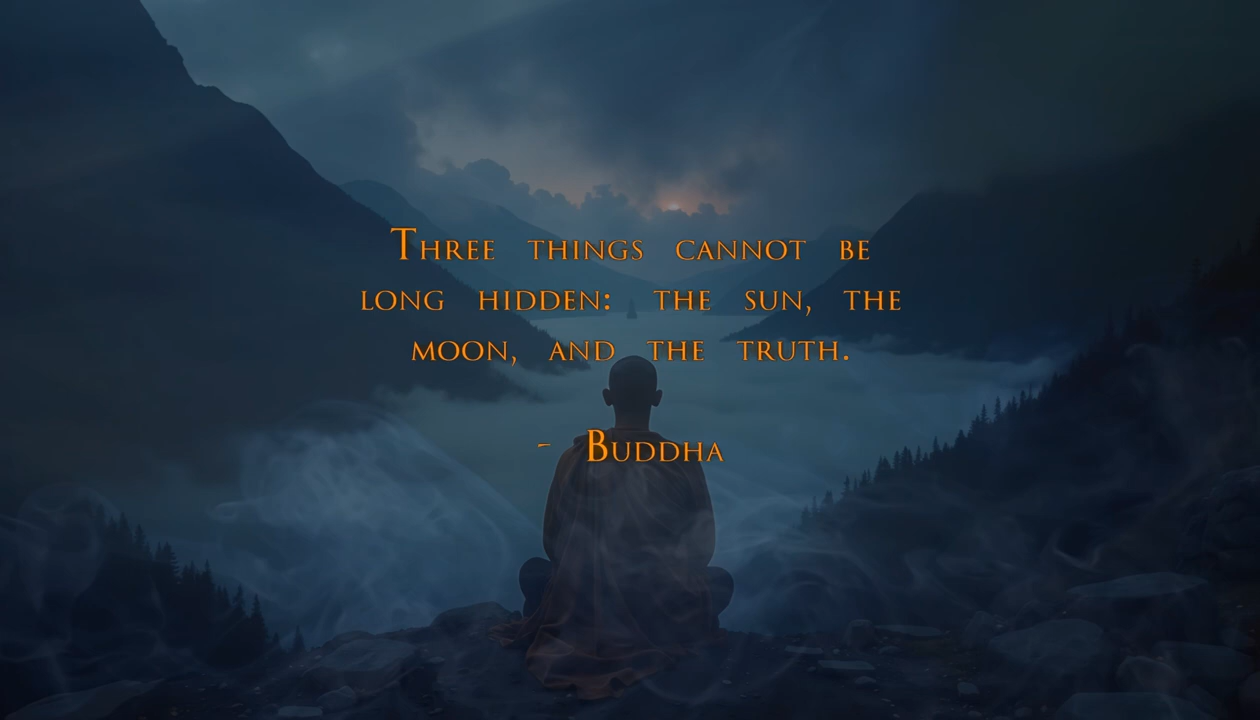 Three things cannot be
long hidden: the sun, the
moon, and the truth.
- Buddha